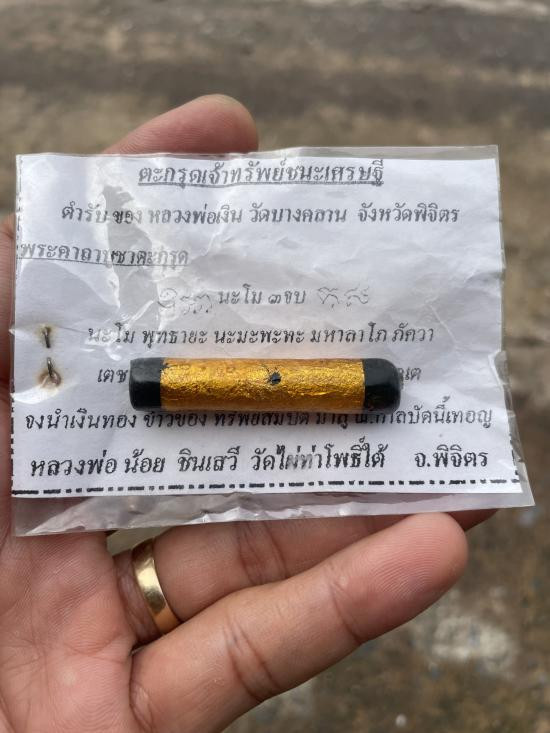 ตะกรุดเจ้าทรัพย์ชนะเศรษฐี
ตำรับ ของ หลวงพ่อเงิน วัดบางคลาน จังหวัดพิจิตร
พระคาถาบูชาตะกรุด
นะโม ๓จบ
นะโม พุทธายะ นะมะพะทะ มหาลาโภ ภัควา
เตช
จงนำเงินทอง ข้าวของ ทรัพย์สมบัติ มาสู่ ณ.กาลบัดนี้เทอญ
หลวงพ่อ น้อย ชินเสวี วัดไผ่ท่าโพธิ์ใต้ จ.พิจิตร